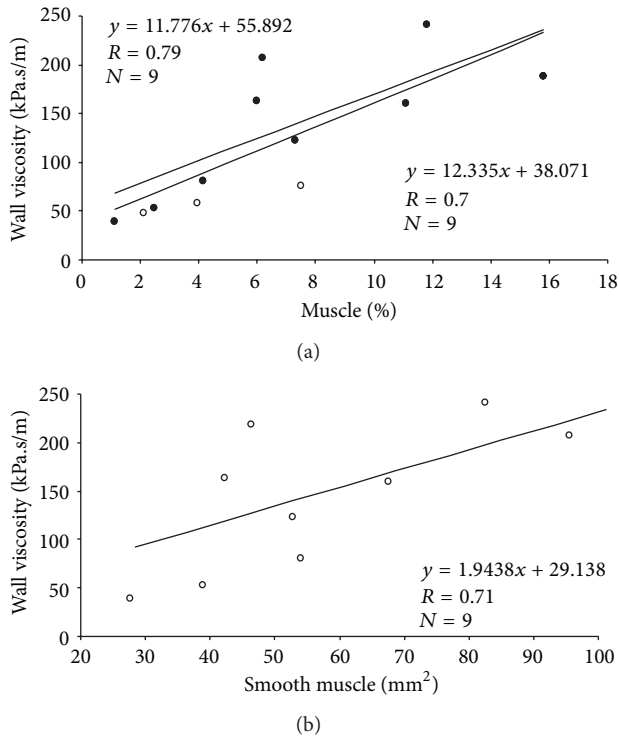 y = 11.776x + 55.892
R = 0.79
N = 9
y = 12.335x + 38.071
R = 0.7
N = 9
Wall viscosity (kPa.s/m)
250
200
150
100
50
0
0 2 4 6 8 10 12 14 16 18
Muscle (%)
(a)
Wall viscosity (kPa.s/m)
250
200
150
100
50
0
y = 1.9438x + 29.138
R = 0.71
N = 9
20 30 40 50 60 70 80 90 100
Smooth muscle (mm²)
(b)